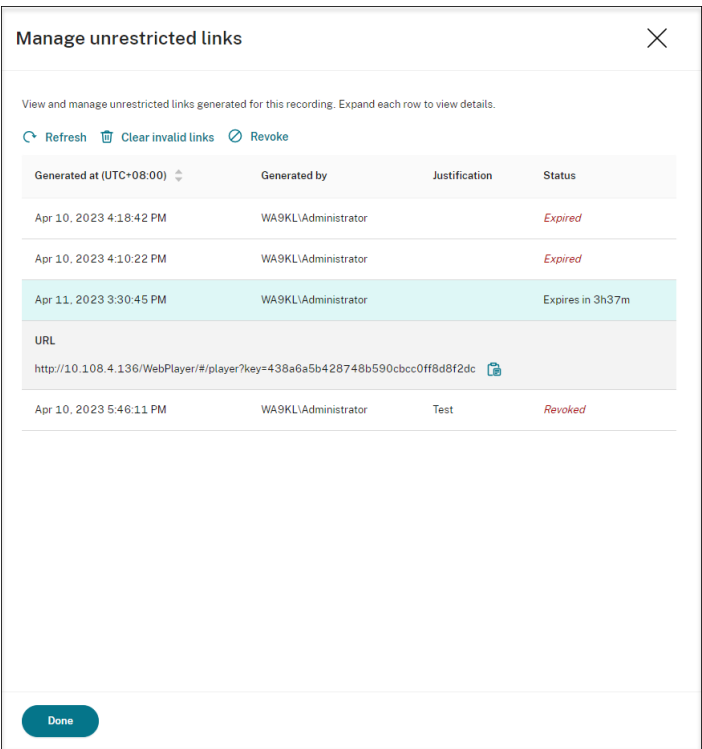 Manage unrestricted links
View and manage unrestricted links generated for this recording. Expand each row to view details.
Refresh Clear invalid links Revoke
Generated at (UTC+08:00) Generated by Justification Status
Apr 10, 2023 4:18:42 PM WA9KL\Administrator Expired
Apr 10, 2023 4:10:22 PM WA9KL\Administrator Expired
Apr 11, 2023 3:30:45 PM WA9KL\Administrator Expires in 3h37m
URL
http://10.108.4.136/WebPlayer/#/player?key=438a6a5b428748b590cbcc0ff8d8f2dc
Apr 10, 2023 5:46:11 PM WA9KL\Administrator Test Revoked
Done